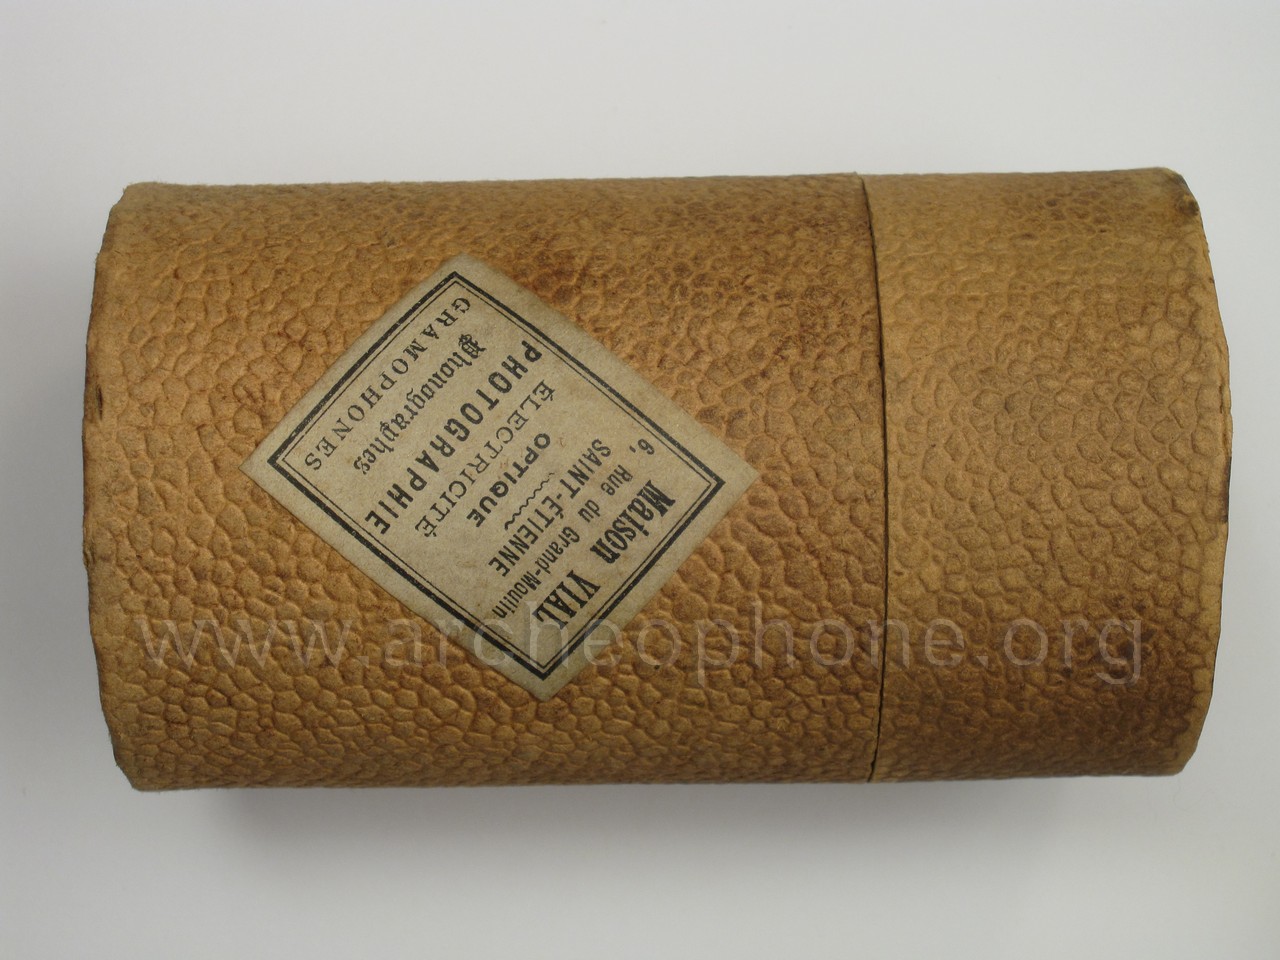 Maison VIAL
6, Rue du Grand-Moulin
SAINT-ÉTIENNE
OPTIQUE
ÉLECTRICITÉ
PHOTOGRAPHIE
Phonographes
GRAMOPHONES
www.archeophone.org